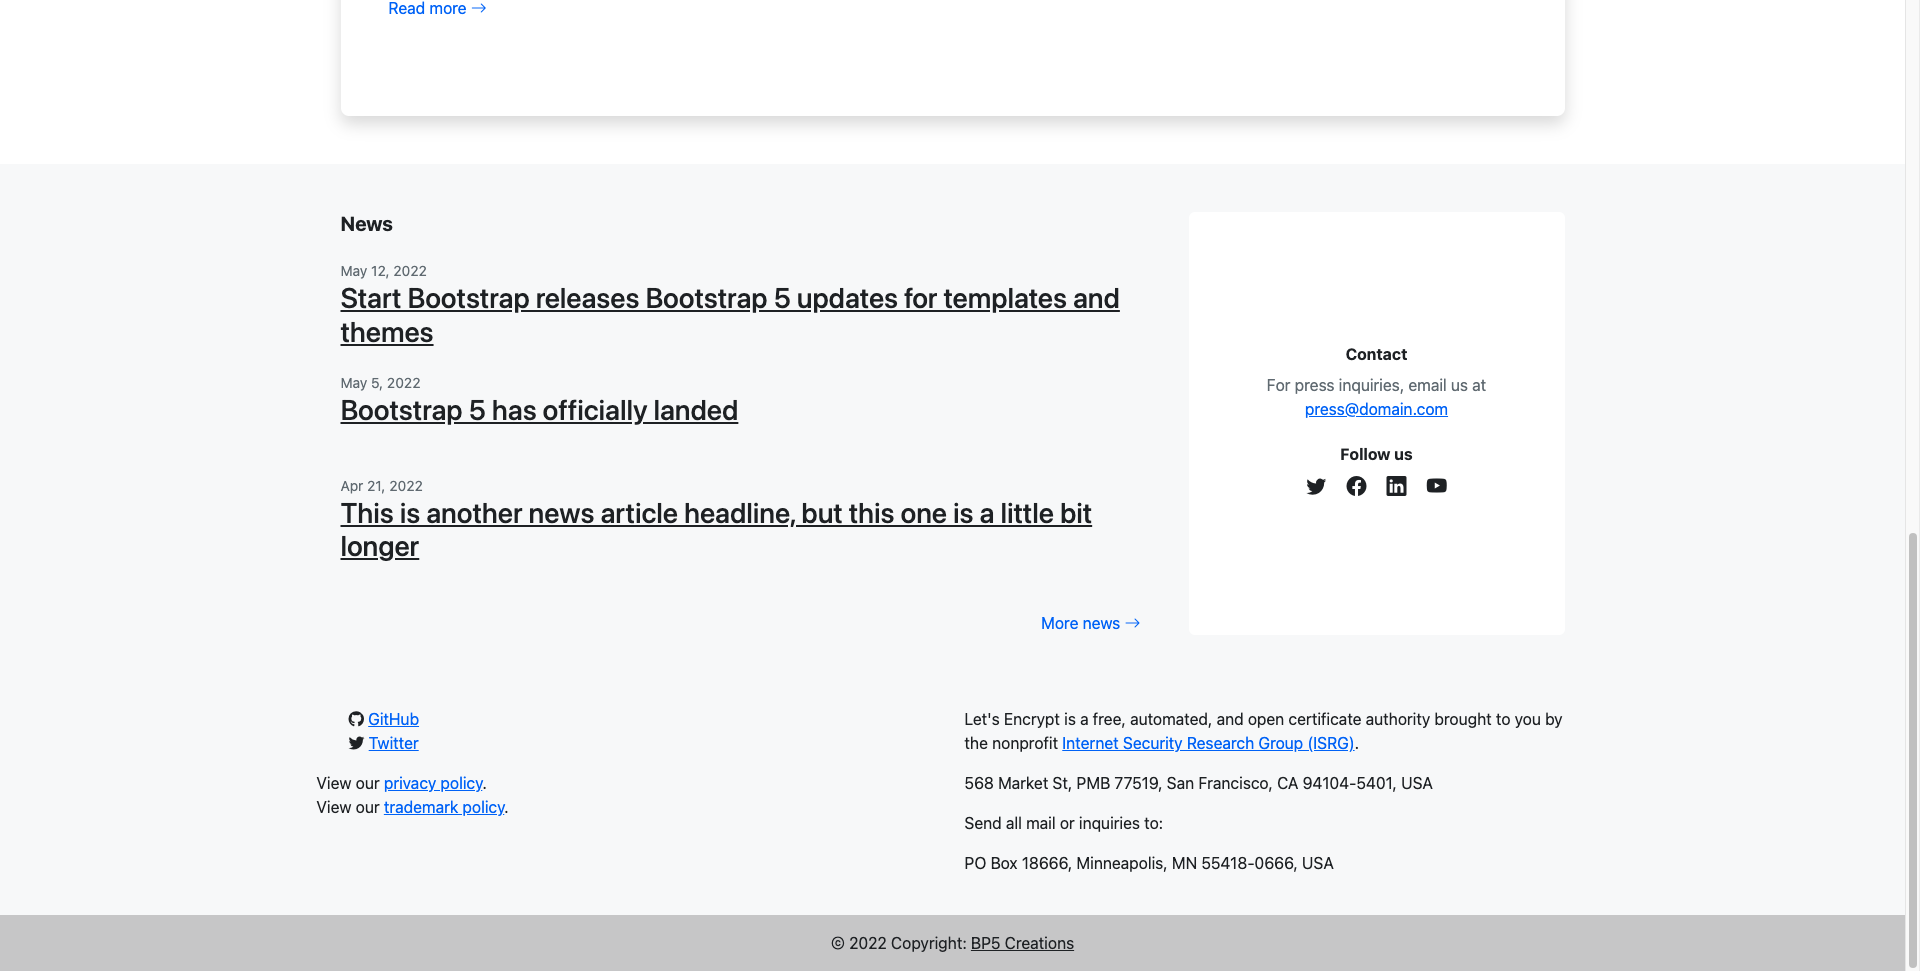 Read more →
News
May 12, 2022
Start Bootstrap releases Bootstrap 5 updates for templates and
themes
May 5, 2022
Bootstrap 5 has officially landed
Apr 21, 2022
This is another news article headline, but this one is a little bit
longer
More news →
Contact
For press inquiries, email us at
press@domain.com
Follow us
GitHub
Twitter
View our privacy policy.
View our trademark policy.
Let's Encrypt is a free, automated, and open certificate authority brought to you by
the nonprofit Internet Security Research Group (ISRG).
568 Market St, PMB 77519, San Francisco, CA 94104-5401, USA
Send all mail or inquiries to:
PO Box 18666, Minneapolis, MN 55418-0666, USA
© 2022 Copyright: BP5 Creations